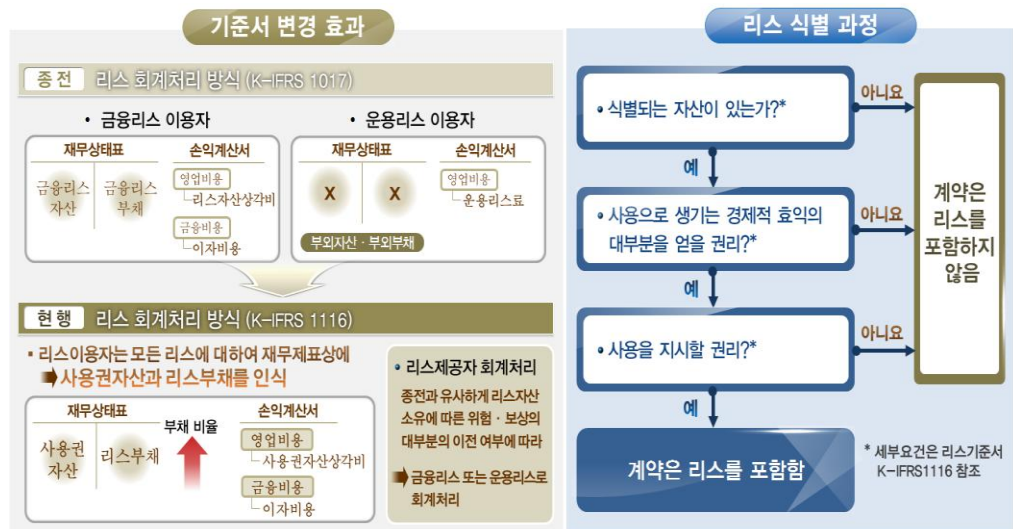 기준서 변경 효과
종전 리스 회계처리 방식 (K-IFRS 1017)
• 금융리스 이용자
재무상태표
손익계산서
금융리스
자산
금융리스
부채
영업비용
리스자산상각비
금융비용
이자비용
• 운용리스 이용자
재무상태표
손익계산서
X
X
영업비용
운용리스료
부외자산 · 부외부채
현행 리스 회계처리 방식 (K-IFRS 1116)
▪ 리스이용자는 모든 리스에 대하여 재무제표상에
➡ 사용권자산과 리스부채를 인식
재무상태표
손익계산서
사용권
자산
리스부채
부채 비율
영업비용
사용권자산상각비
금융비용
이자비용
• 리스제공자 회계처리
종전과 유사하게 리스자산
소유에 따른 위험 · 보상의
대부분의 이전 여부에 따라
➡ 금융리스 또는 운용리스로
회계처리
리스 식별 과정
• 식별되는 자산이 있는가?*
아니요
예
• 사용으로 생기는 경제적 효익의
대부분을 얻을 권리?*
아니요
예
• 사용을 지시할 권리?*
아니요
예
계약은
리스를
포함하지
않음
계약은 리스를 포함함
* 세부요건은 리스기준서
K-IFRS1116 참조